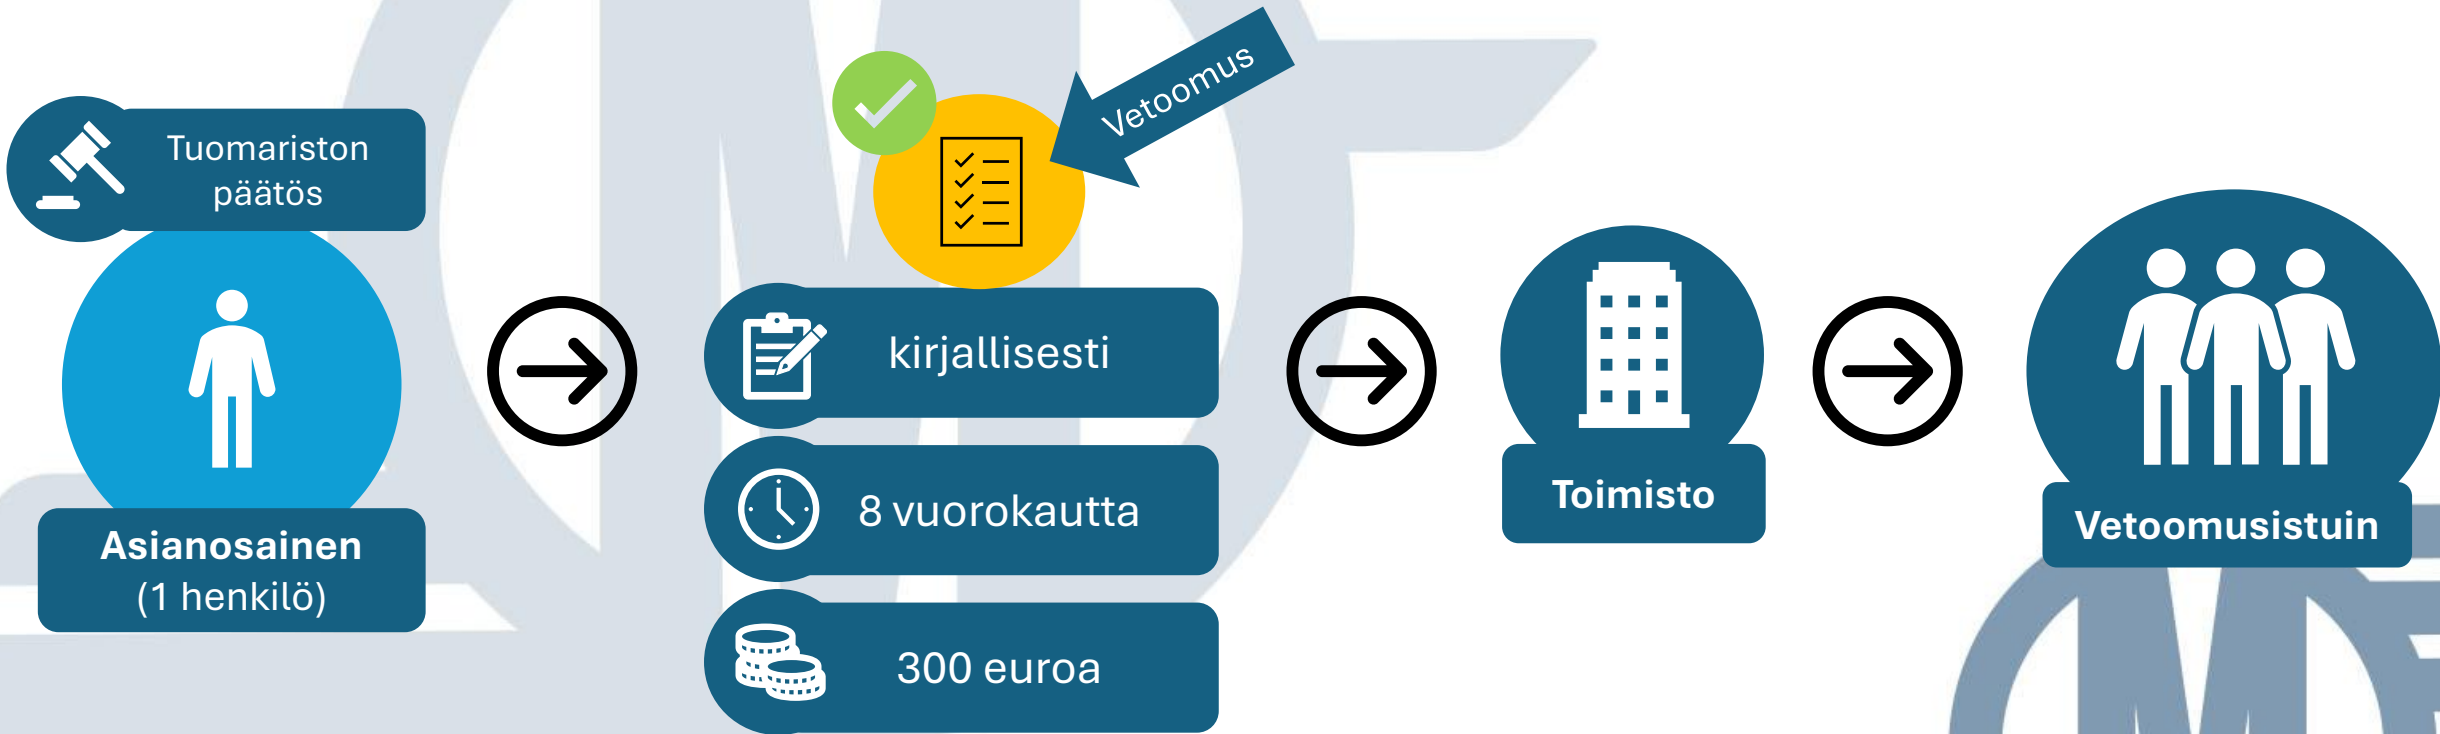 Tuomariston
päätös
Asianosainen
(1 henkilö)
Vetoomus
kirjallisesti
8 vuorokautta
300 euroa
Toimisto
Vetoomusistuin